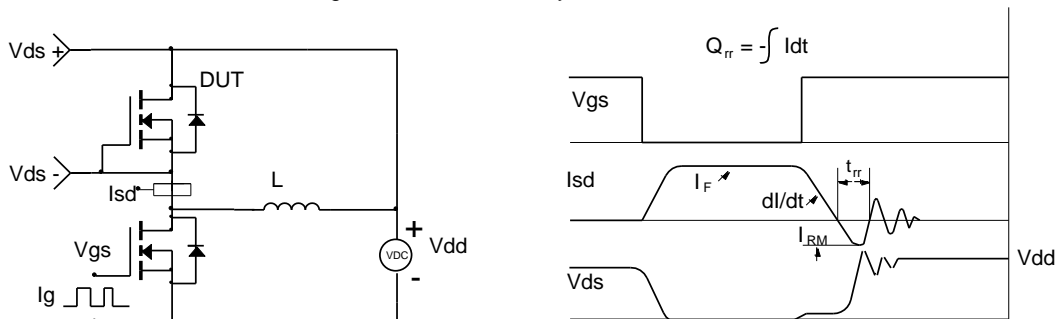 Vds +
DUT
Vds -
Isd
L
Vgs
+
VDC
Vdd
-
Ig
Qrr = -∫ Idt
Vgs
Isd
IF
dI/dt
trr
IRM
Vdd
Vds